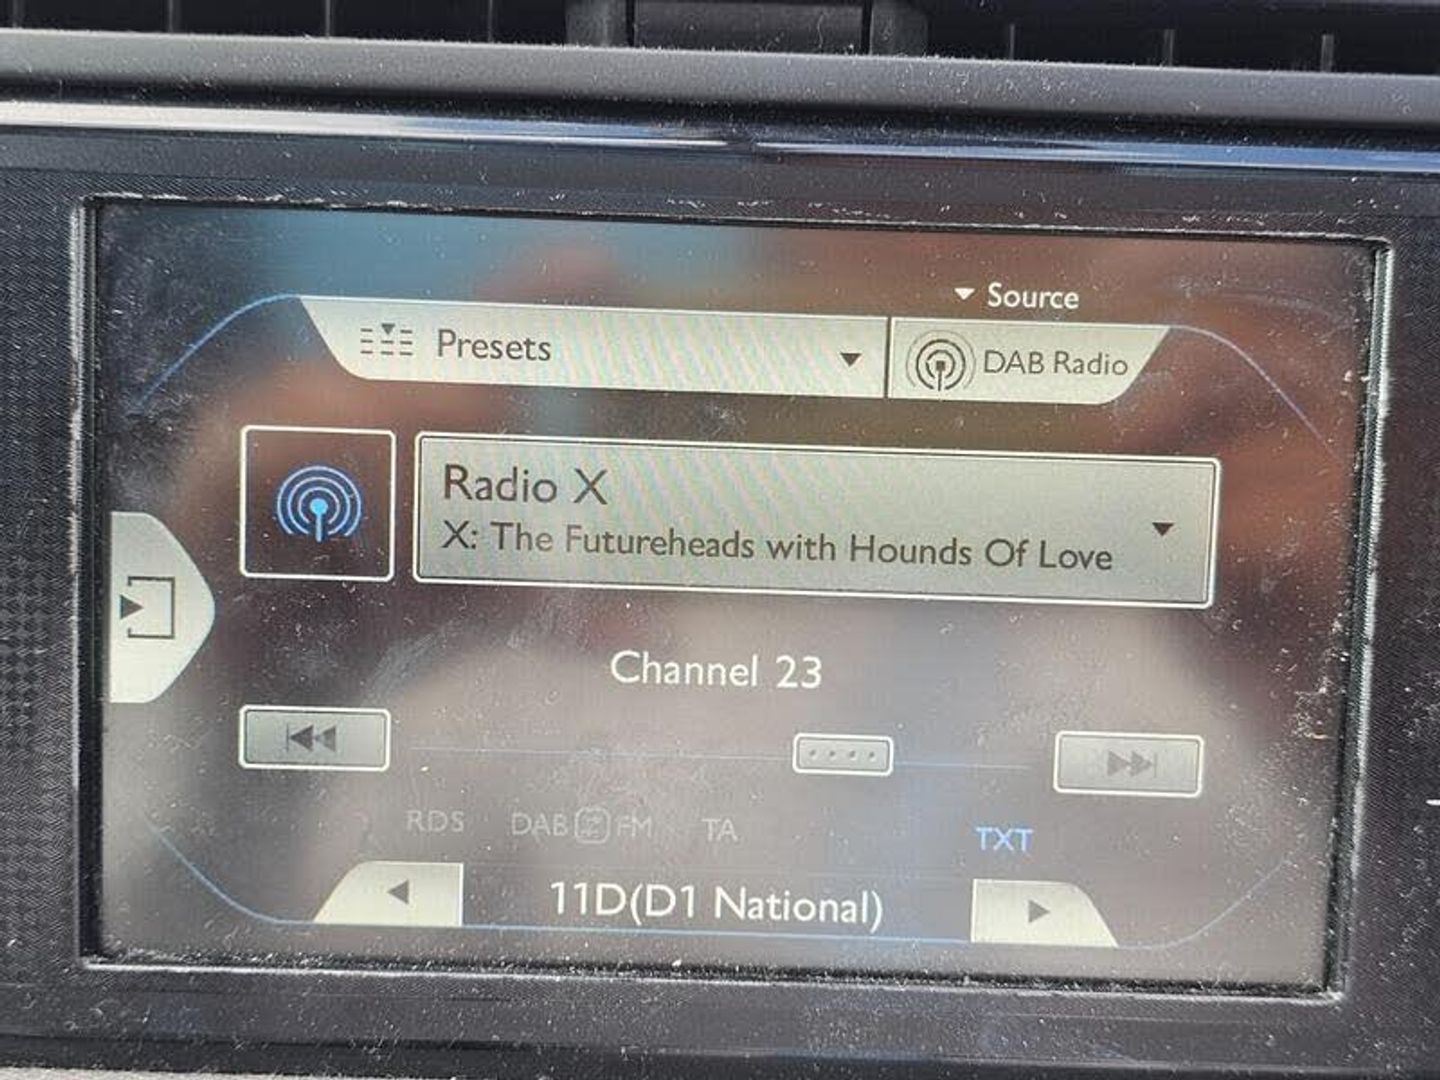 Source
Presets
DAB Radio
Radio X
X: The Futureheads with Hounds Of Love
Channel 23
RDS DAB FM TA TXT
11D(D1 National)